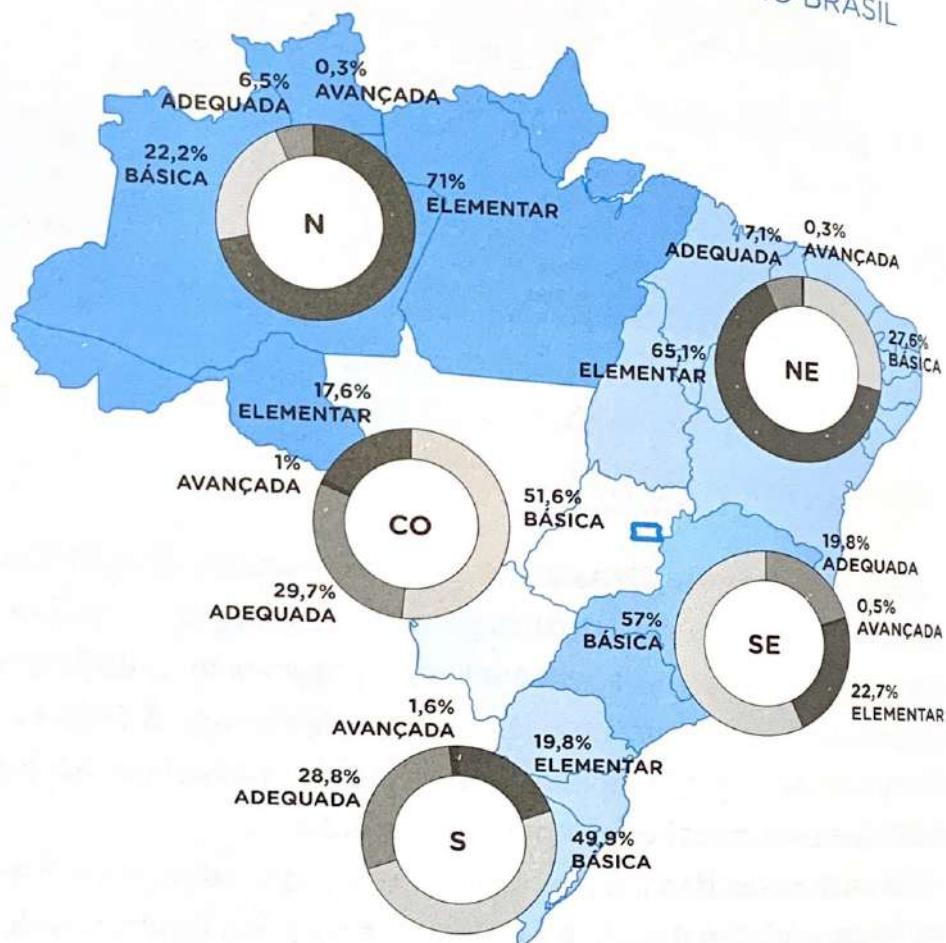 BRASIL
6,5%
ADEQUADA
0,3%
AVANÇADA
22,2%
BÁSICA
71%
ELEMENTAR
N
7,1%
ADEQUADA
0,3%
AVANÇADA
27,6%
BÁSICA
65,1%
ELEMENTAR
NE
17,6%
ELEMENTAR
1%
AVANÇADA
51,6%
BÁSICA
29,7%
ADEQUADA
CO
19,8%
ADEQUADA
0,5%
AVANÇADA
57%
BÁSICA
22,7%
ELEMENTAR
SE
1,6%
AVANÇADA
19,8%
ELEMENTAR
28,8%
ADEQUADA
49,9%
BÁSICA
S